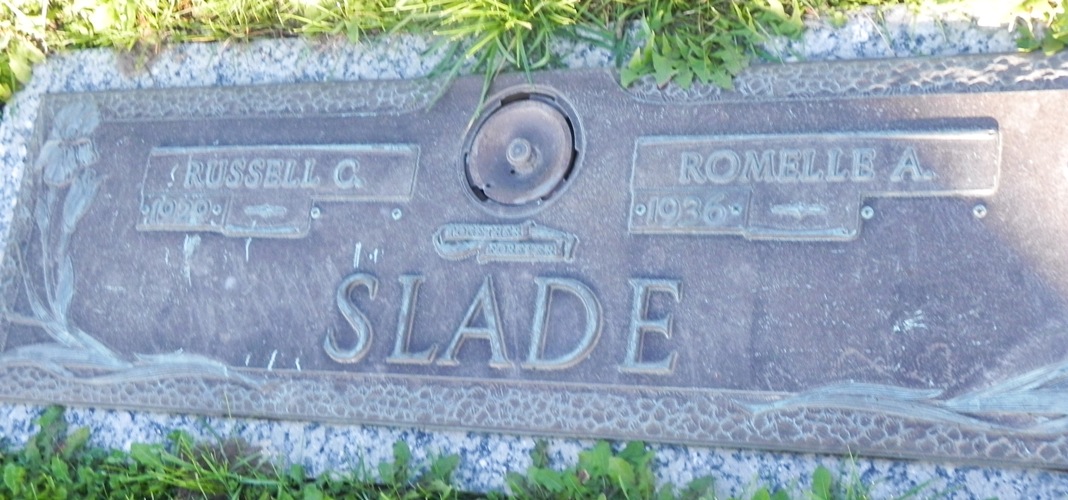 RUSSELL C.
ROMELLE A.
1936
TOGETHER
FOREVER
SLADE